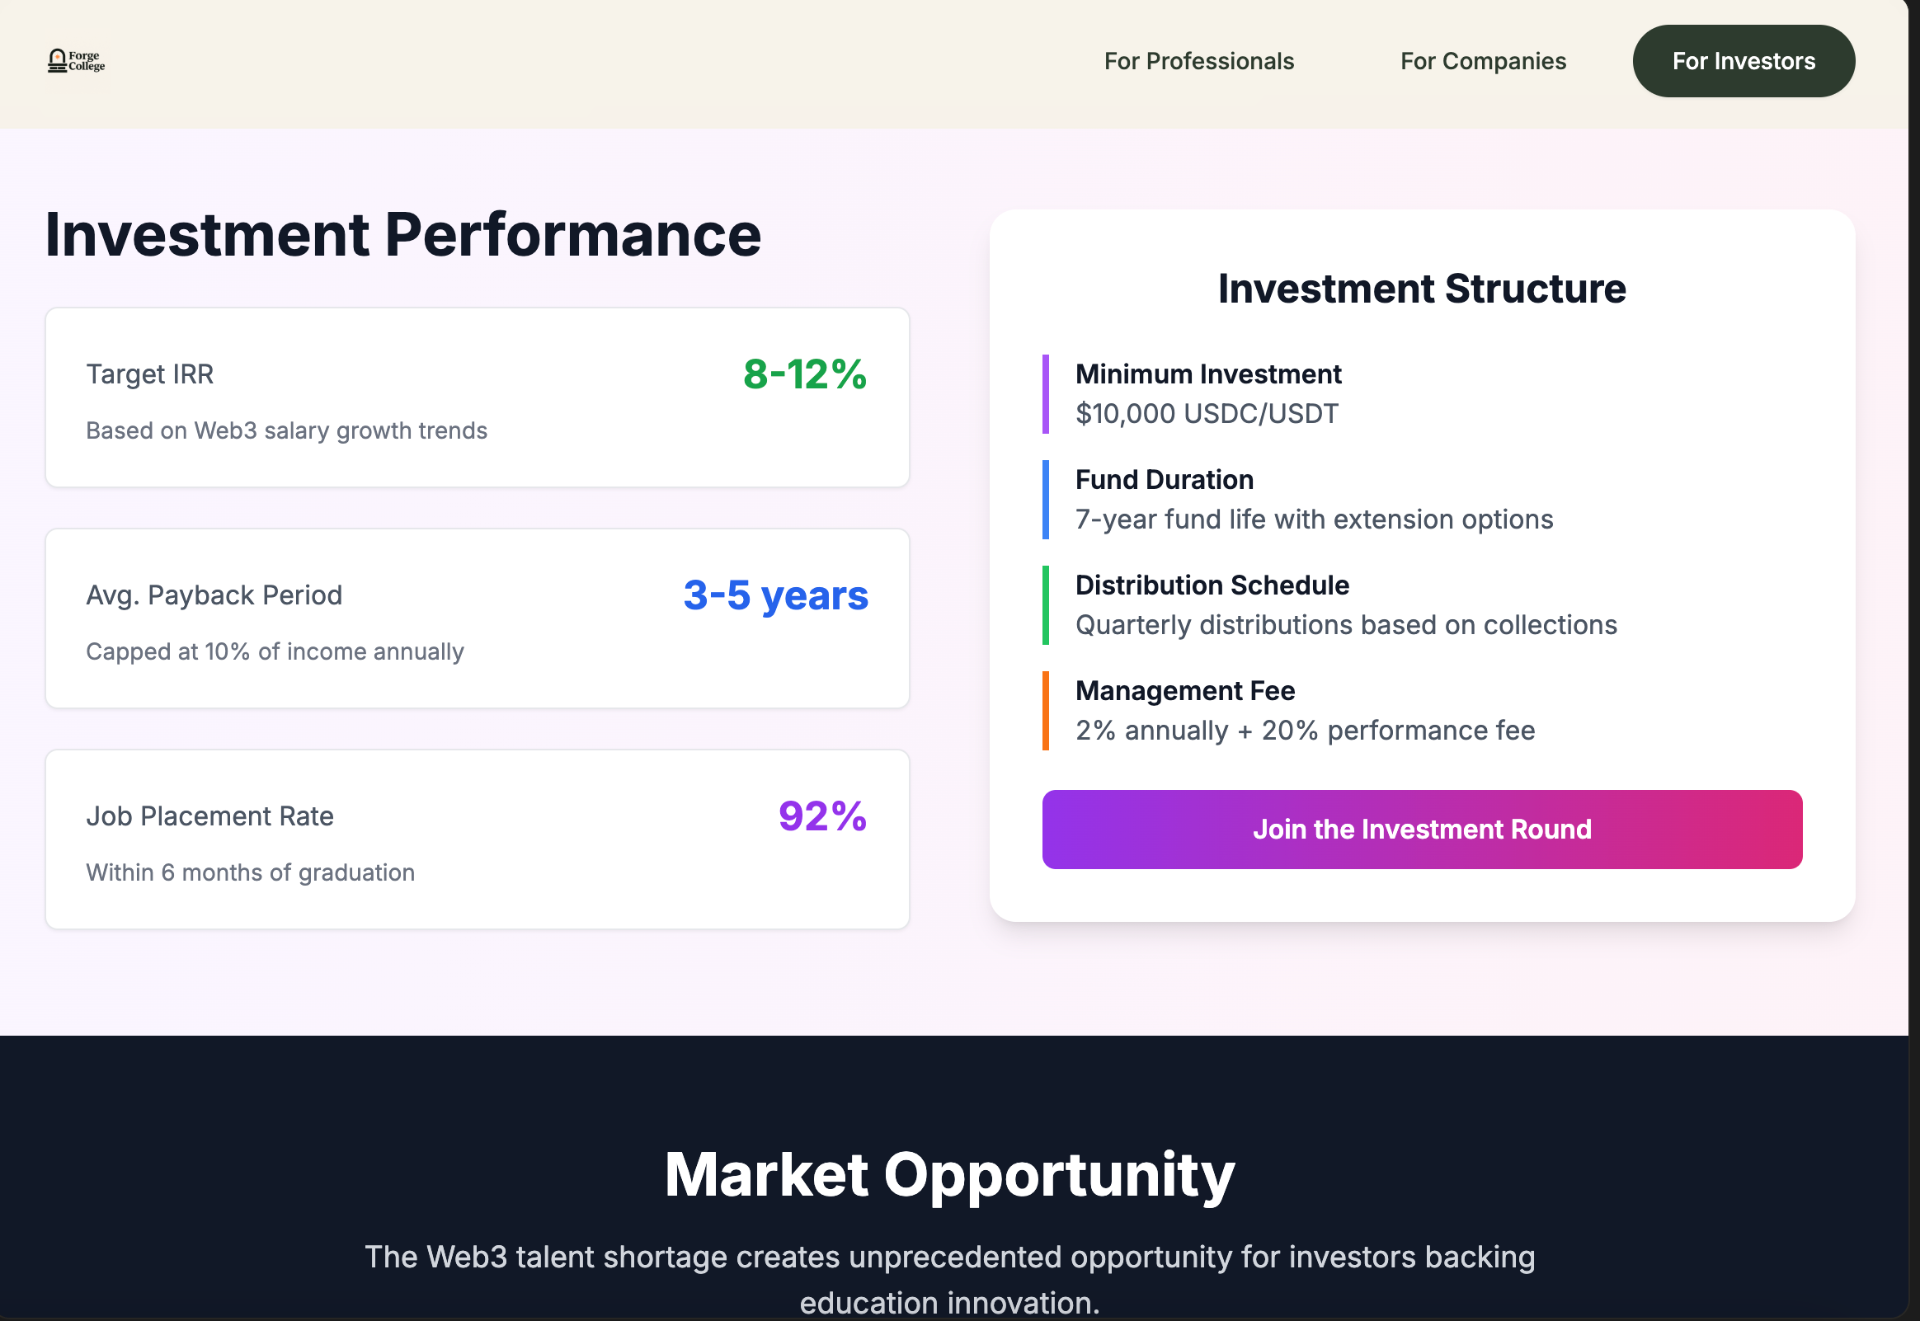 Forge
College
For Professionals
For Companies
For Investors
Investment Performance
Target IRR
8-12%
Based on Web3 salary growth trends
Avg. Payback Period
3-5 years
Capped at 10% of income annually
Job Placement Rate
92%
Within 6 months of graduation
Investment Structure
Minimum Investment
$10,000 USDC/USDT
Fund Duration
7-year fund life with extension options
Distribution Schedule
Quarterly distributions based on collections
Management Fee
2% annually + 20% performance fee
Join the Investment Round
Market Opportunity
The Web3 talent shortage creates unprecedented opportunity for investors backing
education innovation.